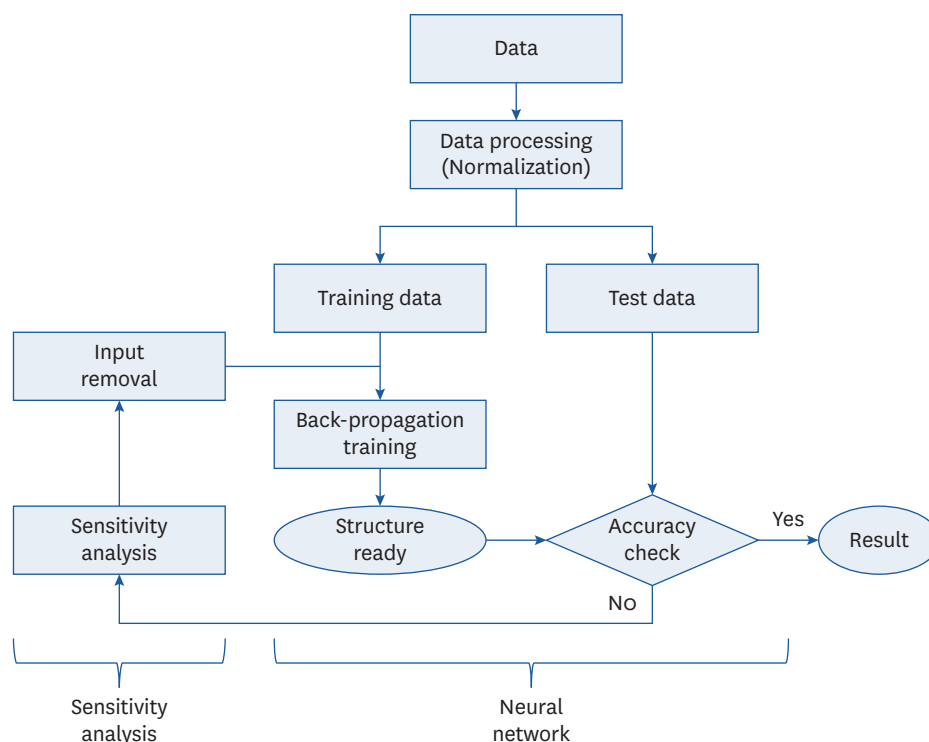 Data
Data processing
(Normalization)
Training data
Test data
Input
removal
Back-propagation
training
Sensitivity
analysis
Structure
ready
Accuracy
check
Yes
Result
No
Sensitivity
analysis
Neural
network